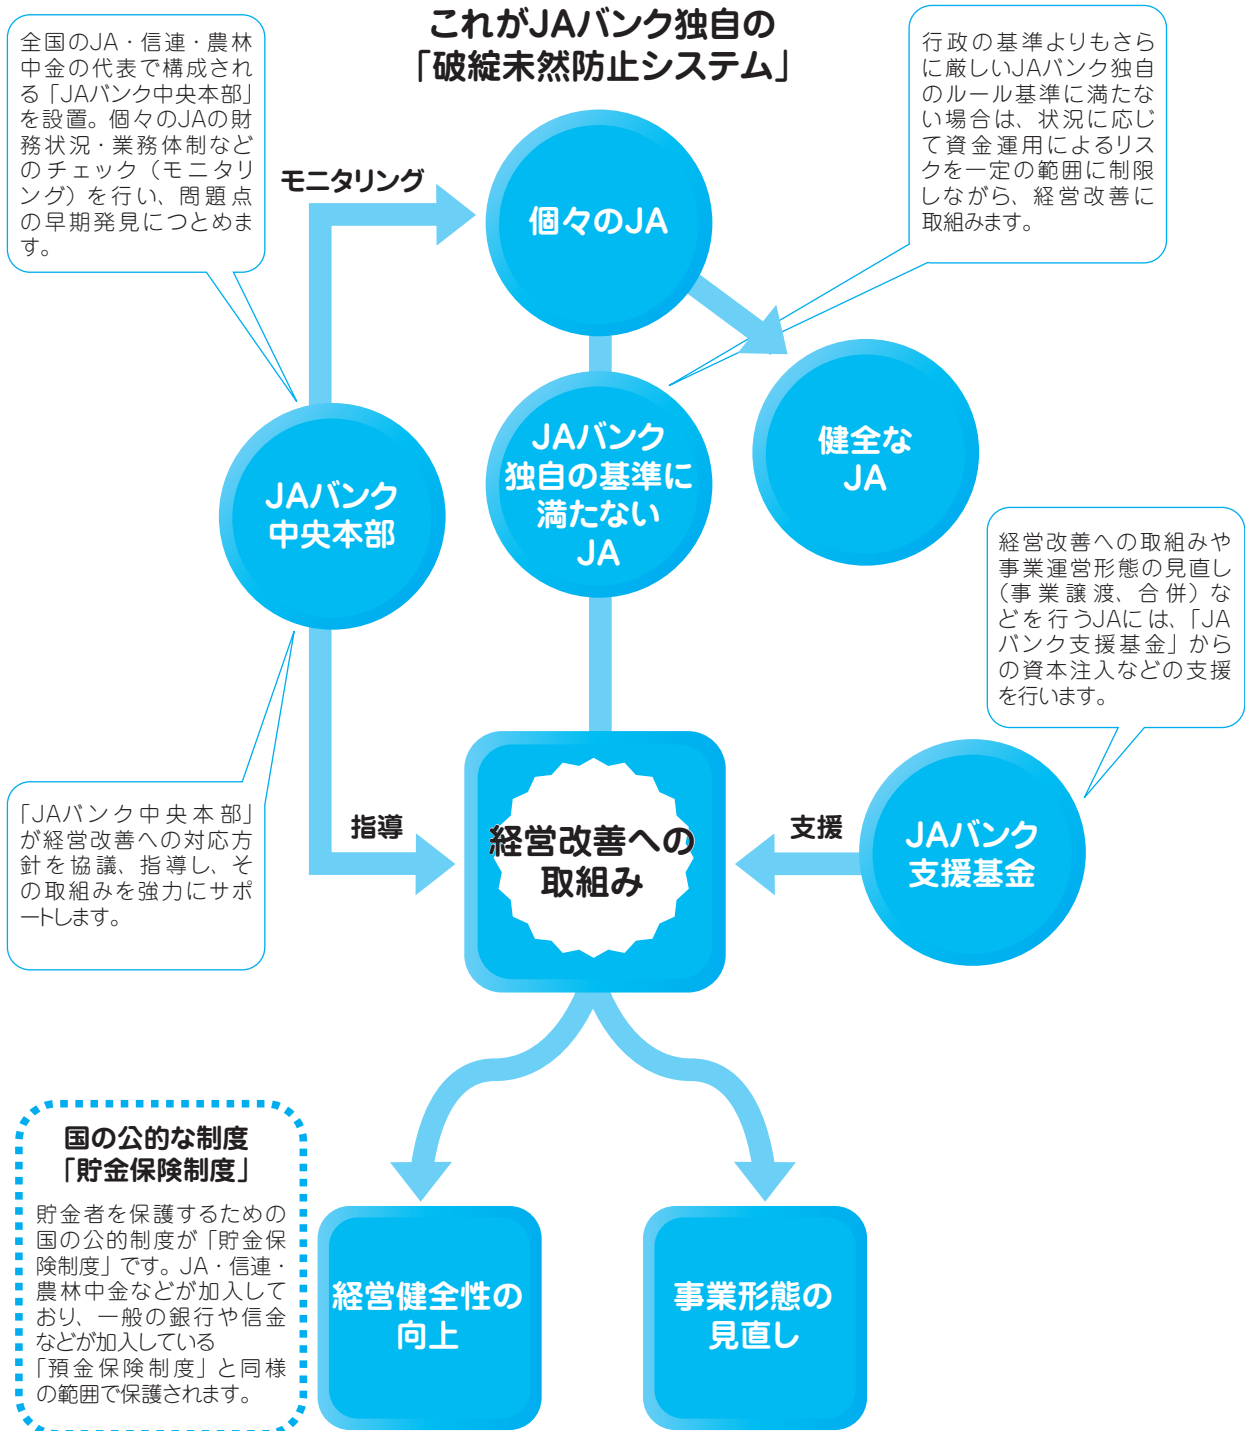 これがJAバンク独自の
「破綻未然防止システム」
全国のJA・信連・農林
中金の代表で構成され
る「JAバンク中央本部」
を設置。個々のJAの財
務状況・業務体制など
のチェック（モニタリ
ング）を行い、問題点
の早期発見につとめま
す。
行政の基準よりもさら
に厳しいJAバンク独自
のルール基準に満たな
い場合は、状況に応じ
て資金運用によるリス
クを一定の範囲に制限
しながら、経営改善に
取組みます。
モニタリング
個々のJA
JAバンク
中央本部
JAバンク
独自の基準に
満たない
JA
健全な
JA
経営改善への取組みや
事業運営形態の見直し
（事業譲渡、合併）な
どを行うJAには、「JA
バンク支援基金」から
の資本注入などの支援
を行います。
「JAバンク中央本部」
が経営改善への対応方
針を協議、指導し、そ
の取組みを強力にサポ
ートします。
指導
経営改善への
取組み
支援
JAバンク
支援基金
国の公的な制度
「貯金保険制度」
貯金者を保護するための
国の公的制度が「貯金保
険制度」です。JA・信連・
農林中金などが加入して
おり、一般の銀行や信金
などが加入している
「預金保険制度」と同様
の範囲で保護されます。
経営健全性の
向上
事業形態の
見直し